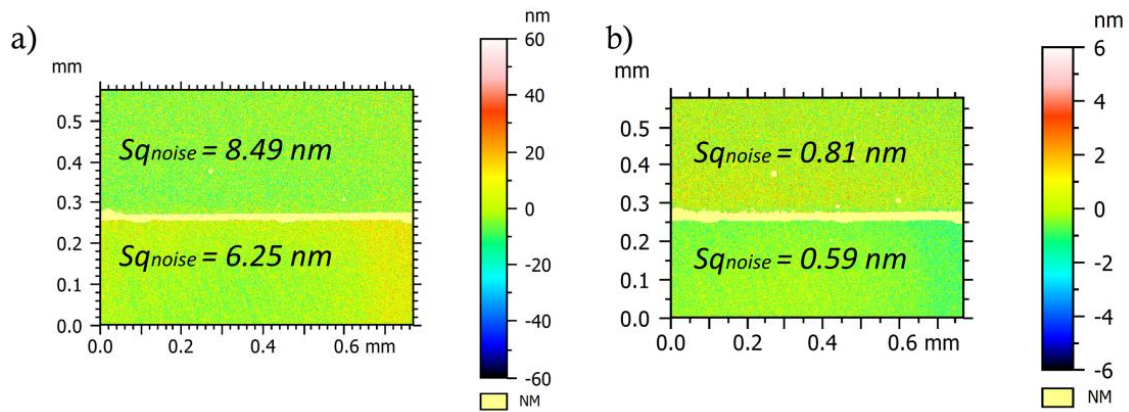 a)
nm
mm
60
40
20
0
-20
-40
-60
NM
0.5
0.4
0.3
0.2
0.1
0.0
0.0 0.2 0.4 0.6 mm
Sqnoise = 8.49 nm
Sqnoise = 6.25 nm
b)
nm
mm
6
4
2
0
-2
-4
-6
NM
0.5
0.4
0.3
0.2
0.1
0.0
0.0 0.2 0.4 0.6 mm
Sqnoise = 0.81 nm
Sqnoise = 0.59 nm